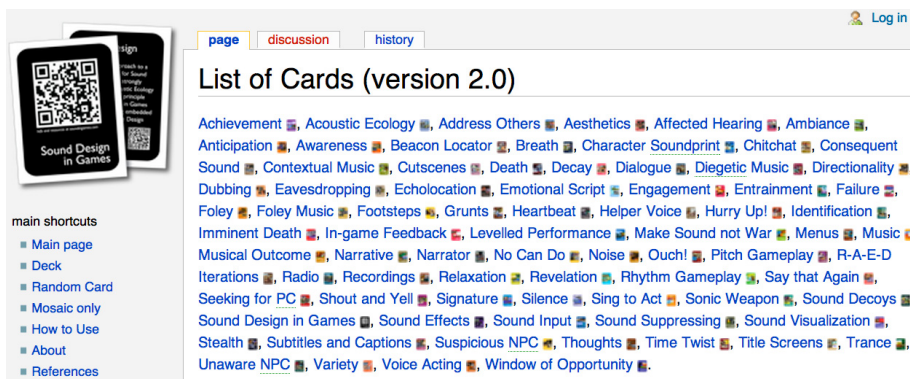 Log in
page
discussion
history
List of Cards (version 2.0)
Sound Design
in Games
Achievement, Acoustic Ecology, Address Others, Aesthetics, Affected Hearing, Ambiance,
Anticipation, Awareness, Beacon Locator, Breath, Character Soundprint, Chitchat, Consequent
Sound, Contextual Music, Cutscenes, Death, Decay, Dialogue, Diegetic Music, Directionality
Dubbing, Eavesdropping, Echolocation, Emotional Script, Engagement, Entrainment, Failure,
Foley, Foley Music, Footsteps, Grunts, Heartbeat, Helper Voice, Hurry Up!, Identification,
Imminent Death, In-game Feedback, Levelled Performance, Make Sound not War, Menus, Music
Musical Outcome, Narrative, Narrator, No Can Do, Noise, Ouch!, Pitch Gameplay, R-A-E-D
Iterations, Radio, Recordings, Relaxation, Revelation, Rhythm Gameplay, Say that Again,
Seeking for PC, Shout and Yell, Signature, Silence, Sing to Act, Sonic Weapon, Sound Decoys
Sound Design in Games, Sound Effects, Sound Input, Sound Suppressing, Sound Visualization,
Stealth, Subtitles and Captions, Suspicious NPC, Thoughts, Time Twist, Title Screens, Trance,
Unaware NPC, Variety, Voice Acting, Window of Opportunity.
main shortcuts
Main page
Deck
Random Card
Mosaic only
How to Use
About
References